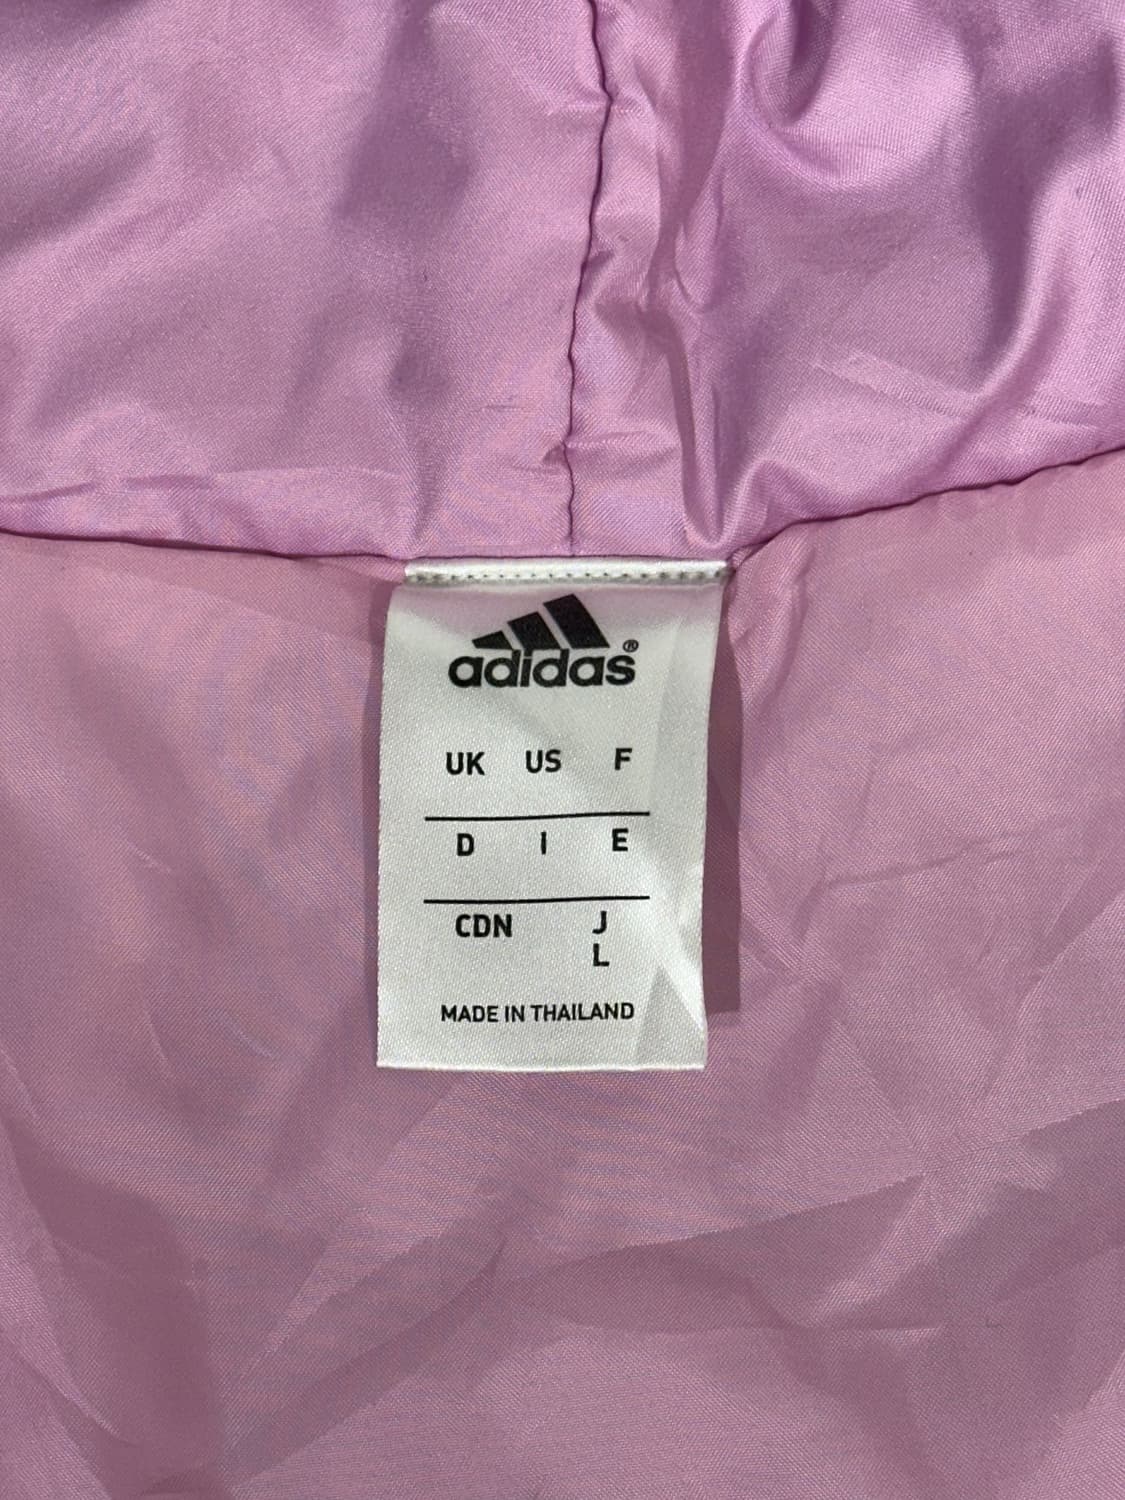 adidas®
UK US F
D I E
CDN J
L
MADE IN THAILAND